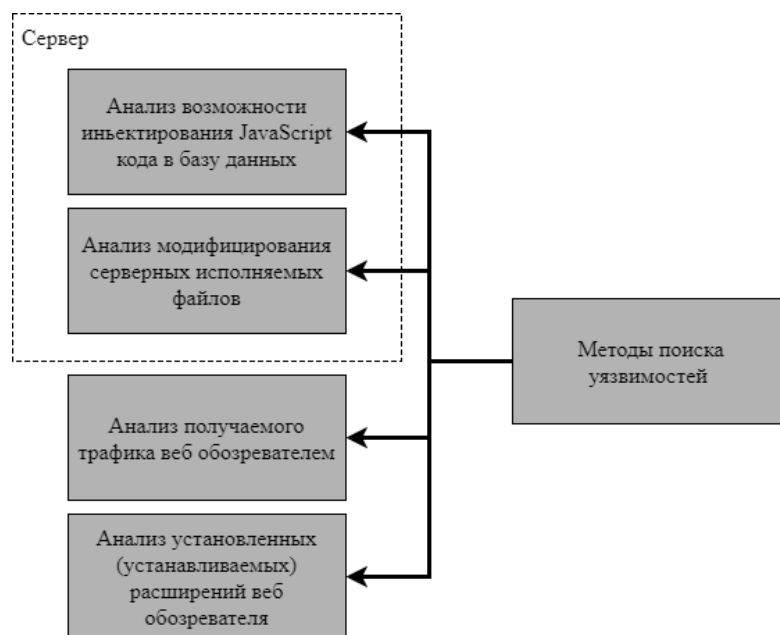 Сервер
Анализ возможности
иньектирования JavaScript
кода в базу данных
Анализ модифицирования
серверных исполняемых
файлов
Методы поиска
уязвимостей
Анализ получаемого
трафика веб обозревателем
Анализ установленных
(устанавливаемых)
расширений веб
обозревателя